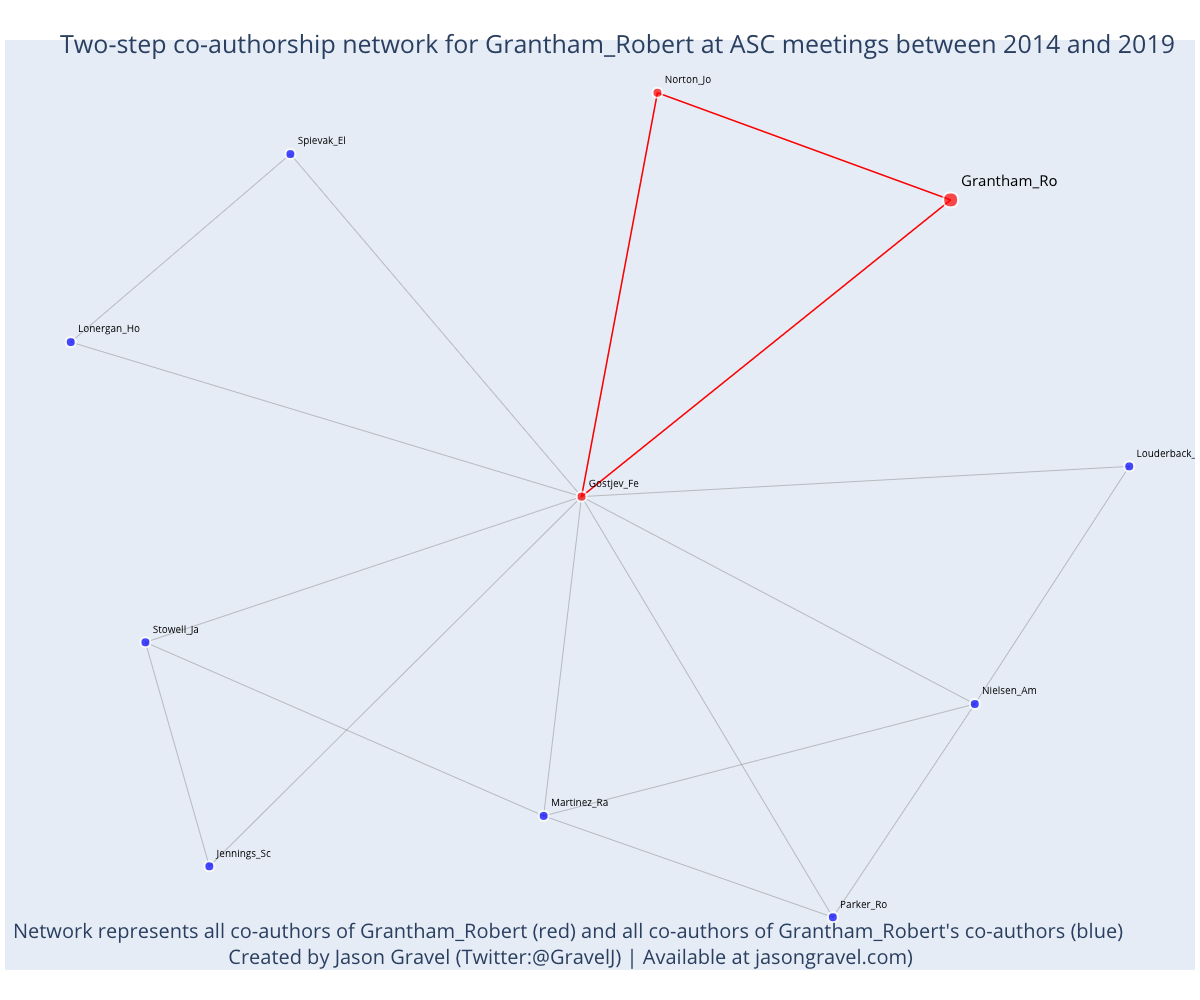 Two-step co-authorship network for Grantham_Robert at ASC meetings between 2014 and 2019
Norton_Jo
Spievak_El
Grantham_Ro
Lonergan_Ho
Louderback_
Gostjev_Fe
Stowell_Ja
Nielsen_Am
Martinez_Ra
Jennings_Sc
Parker_Ro
Network represents all co-authors of Grantham_Robert (red) and all co-authors of Grantham_Robert's co-authors (blue)
Created by Jason Gravel (Twitter:@GravelJ) | Available at jasongravel.com)